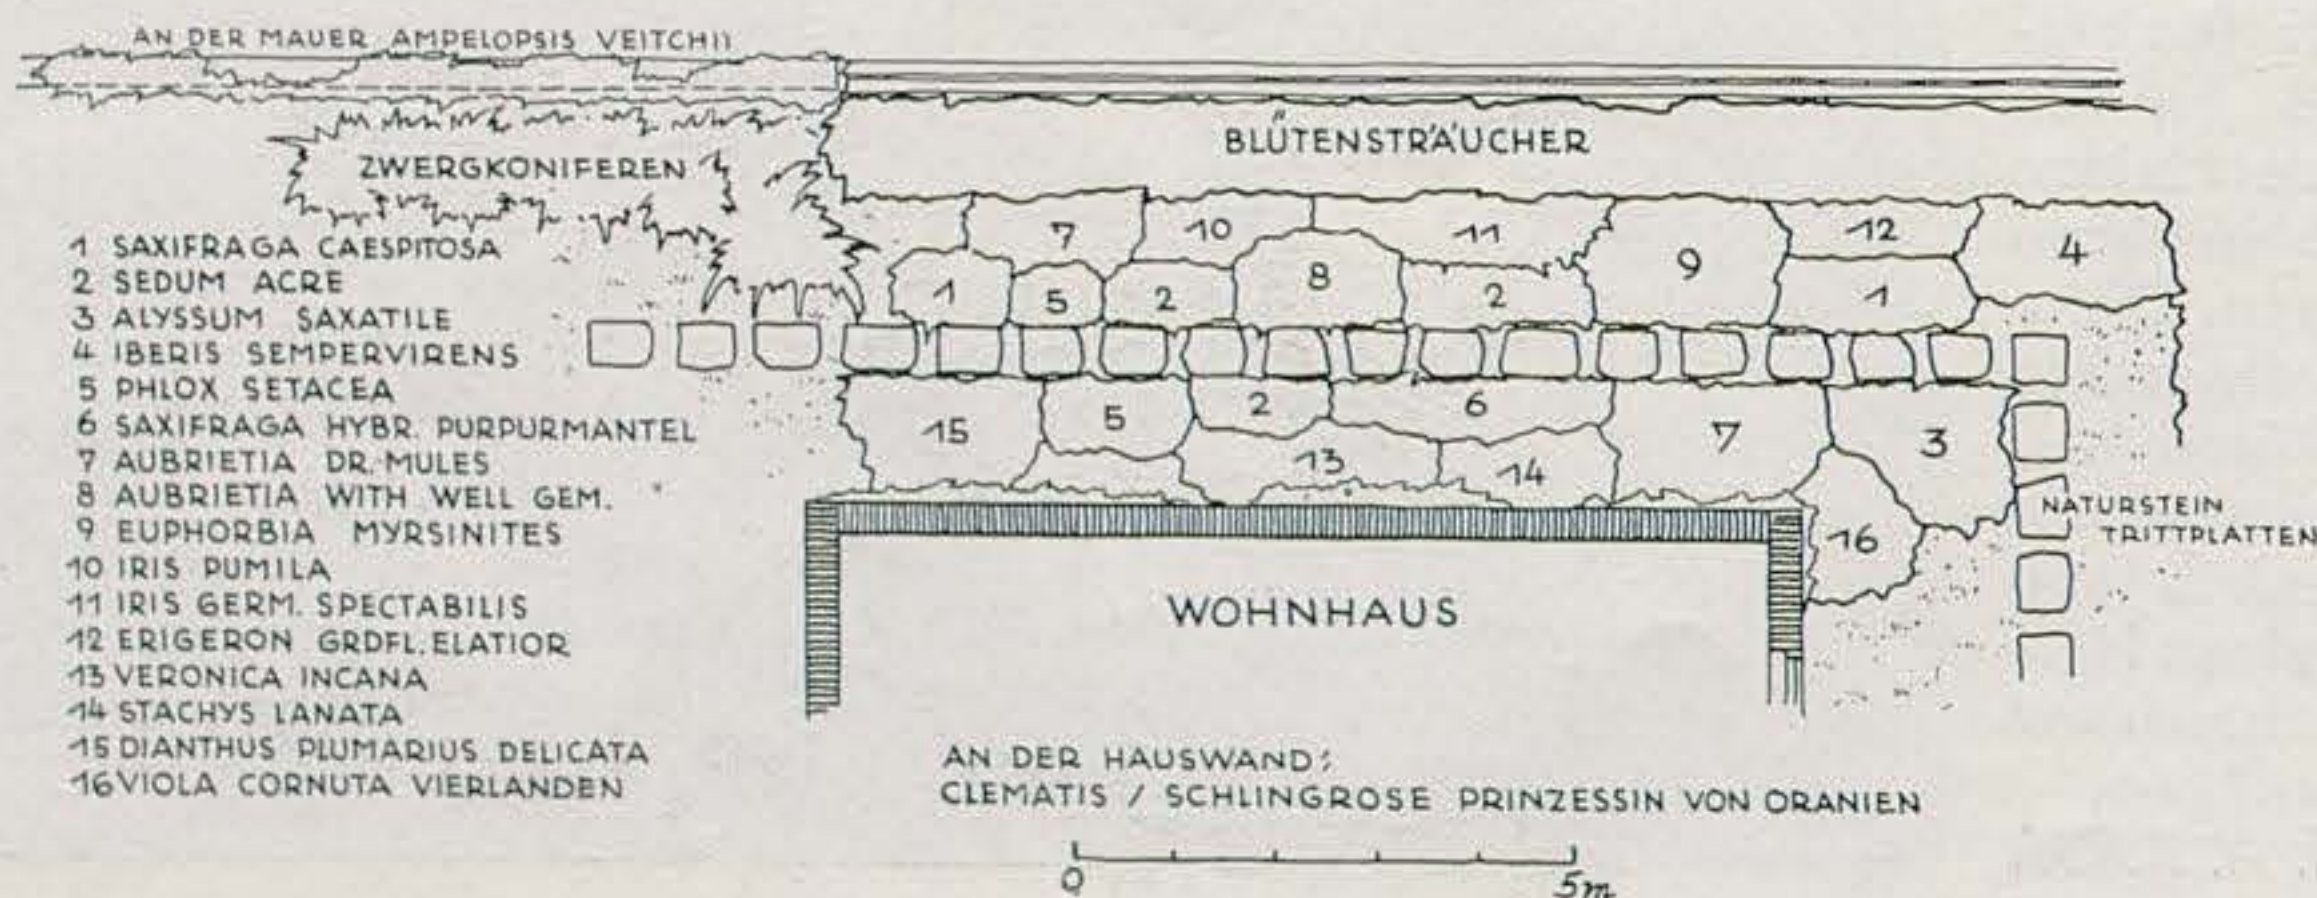 AN DER MAUER AMPELOPSIS VEITCHII
BLÜTENSTRÄUCHER
ZWERGKONIFEREN
7 10 11 9 12 4
1 5 2 8 2 1
15 5 2 6 7 3
13 14 16
1 SAXIFRAGA CAESPITOSA
2 SEDUM ACRE
3 ALYSSUM SAXATILE
4 IBERIS SEMPERVIRENS
5 PHLOX SETACEA
6 SAXIFRAGA HYBR. PURPURMANTEL
7 AUBRIETIA DR. MULES
8 AUBRIETIA WITH WELL GEM.
9 EUPHORBIA MYRSINITES
10 IRIS PUMILA
11 IRIS GERM. SPECTABILIS
12 ERIGERON GRDFL. ELATIOR
13 VERONICA INCANA
14 STACHYS LANATA
15 DIANTHUS PLUMARIUS DELICATA
16 VIOLA CORNUTA VIERLANDEN
NATURSTEIN
TRITTPLATTEN
WOHNHAUS
AN DER HAUSWAND:
CLEMATIS / SCHLINGROSE PRINZESSIN VON ORANIEN
0 5m